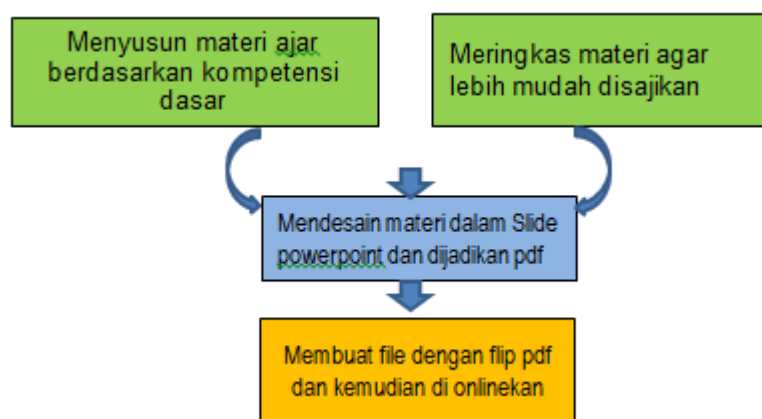 Menyusun materi ajar
berdasarkan kompetensi
dasar
Meringkas materi agar
lebih mudah disajikan
Mendesain materi dalam Slide
powerpoint dan dijadikan pdf
Membuat file dengan flip pdf
dan kemudian di onlinekan